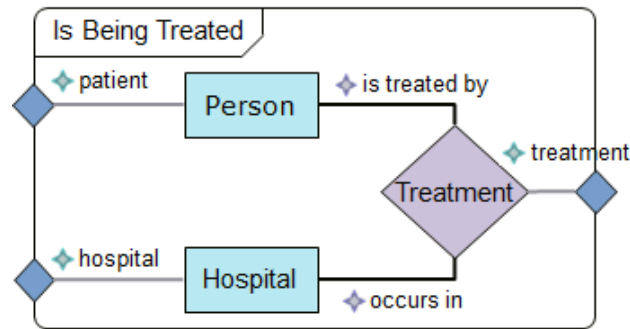 Is Being Treated
patient
Person
is treated by
treatment
Treatment
hospital
Hospital
occurs in